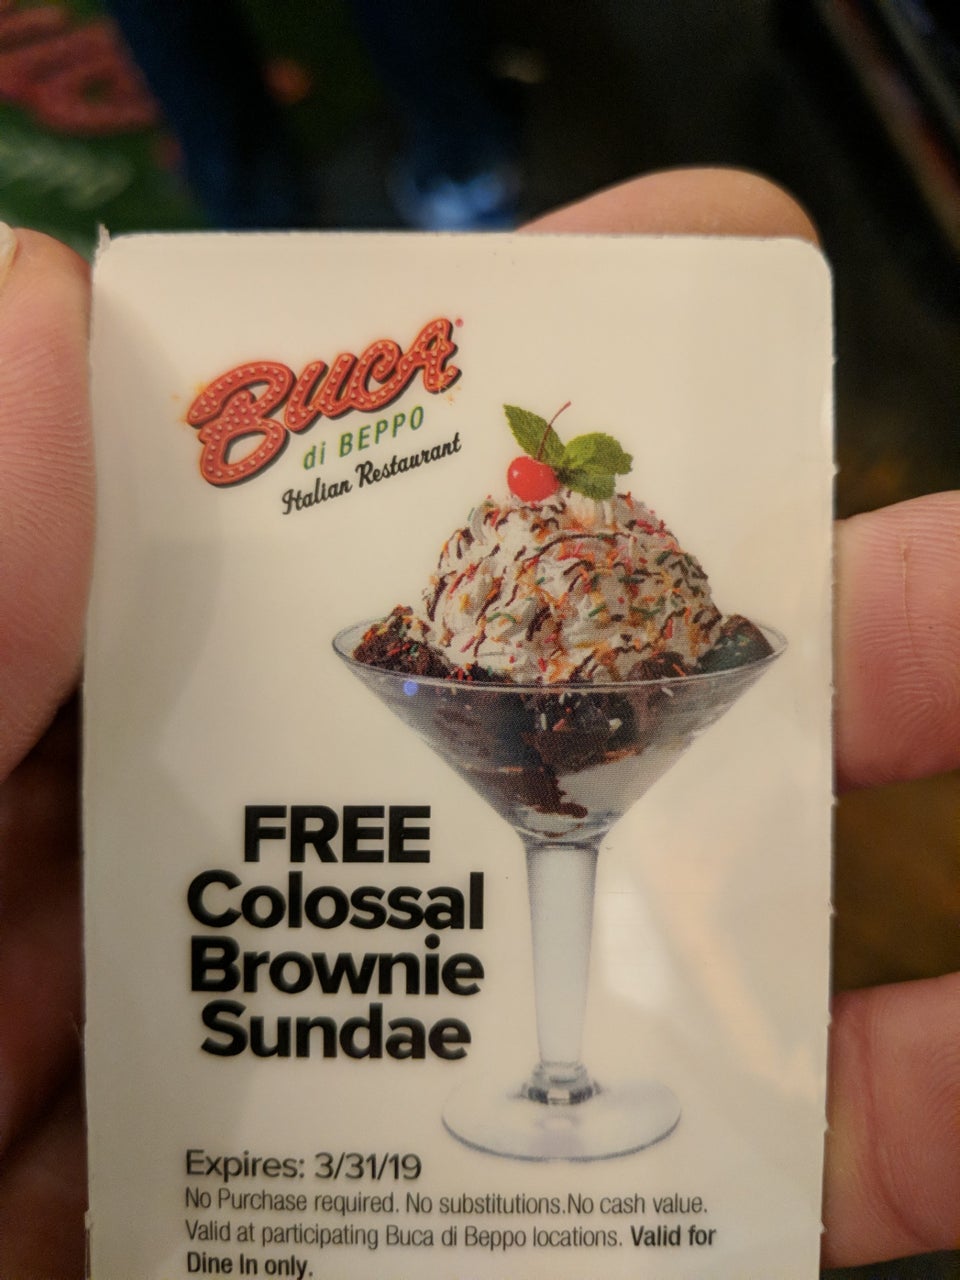 BUCA
di BEPPO
Italian Restaurant
FREE
Colossal
Brownie
Sundae
Expires: 3/31/19
No Purchase required. No substitutions.No cash value.
Valid at participating Buca di Beppo locations. Valid for
Dine In only.